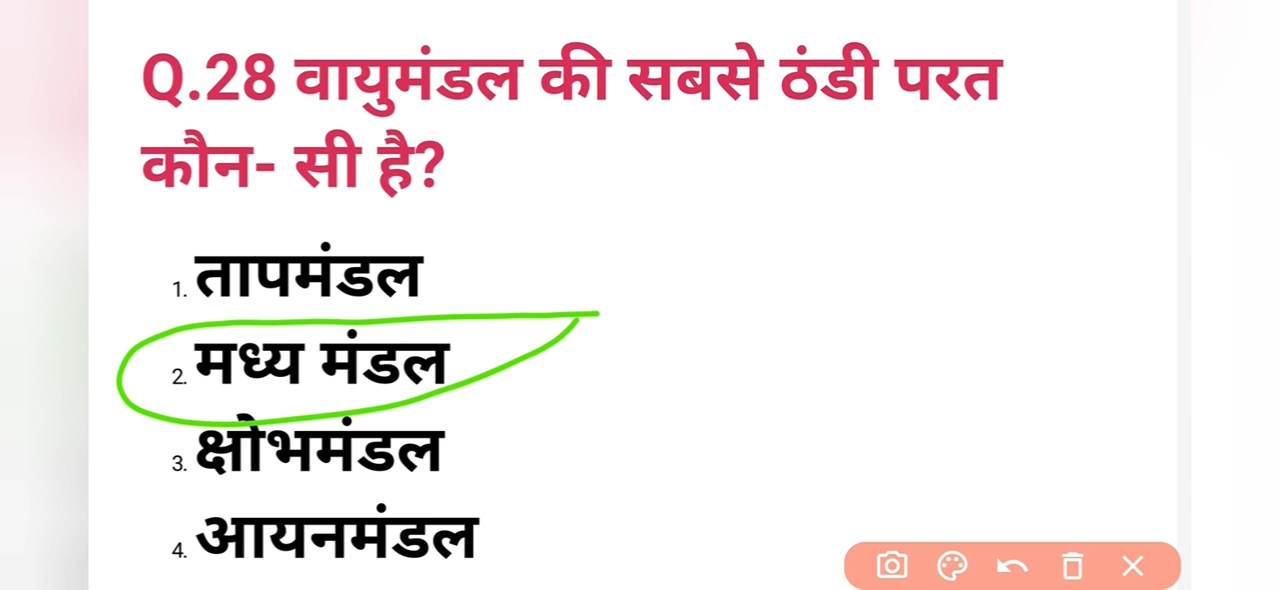 Q.28 वायुमंडल की सबसे ठंडी परत
कौन- सी है?
1. तापमंडल
2. मध्य मंडल
3. क्षोभमंडल
4. आयनमंडल